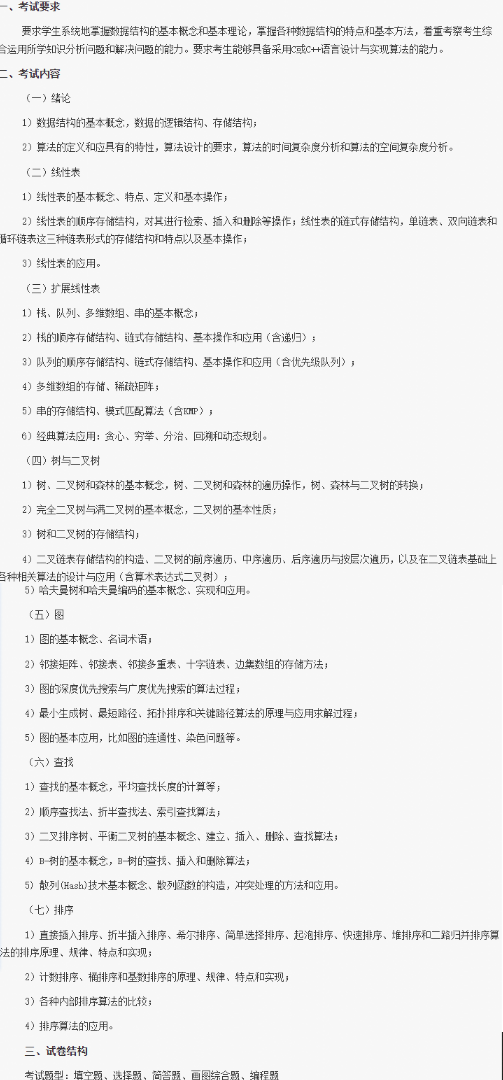 一、考试要求
要求学生系统地掌握数据结构的基本概念和基本理论，掌握各种数据结构的特点和基本方法，着重考察考生综
合运用所学知识分析问题和解决问题的能力。要求考生能够具备采用C或C++语言设计与实现算法的能力。
二、考试内容
（一）绪论
1）数据结构的基本概念，数据的逻辑结构、存储结构；
2）算法的定义和应具有的特性，算法设计的要求，算法的时间复杂度分析和算法的空间复杂度分析。
（二）线性表
1）线性表的基本概念、特点、定义和基本操作；
2）线性表的顺序存储结构，对其进行检索、插入和删除等操作；线性表的链式存储结构，单链表、双向链表和
循环链表这三种链表形式的存储结构和特点以及基本操作；
3）线性表的应用。
（三）扩展线性表
1）栈、队列、多维数组、串的基本概念；
2）栈的顺序存储结构、链式存储结构、基本操作和应用（含递归）；
3）队列的顺序存储结构、链式存储结构、基本操作和应用（含优先级队列）；
4）多维数组的存储、稀疏矩阵；
5）串的存储结构、模式匹配算法（含KMP）；
6）经典算法应用：贪心、穷举、分治、回溯和动态规划。
（四）树与二叉树
1）树、二叉树和森林的基本概念，树、二叉树和森林的遍历操作，树、森林与二叉树的转换；
2）完全二叉树与满二叉树的基本概念，二叉树的基本性质；
3）树和二叉树的存储结构；
4）二叉链表存储结构的构造、二叉树的前序遍历、中序遍历、后序遍历与按层次遍历，以及在二叉链表基础上
各种相关算法的设计与应用（含算术表达式二叉树）；
5）哈夫曼树和哈夫曼编码的基本概念、实现和应用。
（五）图
1）图的基本概念、名词术语；
2）邻接矩阵、邻接表、邻接多重表、十字链表、边集数组的存储方法；
3）图的深度优先搜索与广度优先搜索的算法过程；
4）最小生成树、最短路径、拓扑排序和关键路径算法的原理与应用求解过程；
5）图的基本应用，比如图的连通性、染色问题等。
（六）查找
1）查找的基本概念，平均查找长度的计算等；
2）顺序查找法、折半查找法、索引查找算法；
3）二叉排序树、平衡二叉树的基本概念、建立、插入、删除、查找算法；
4）B-树的基本概念，B-树的查找、插入和删除算法；
5）散列(Hash)技术基本概念、散列函数的构造，冲突处理的方法和应用。
（七）排序
1）直接插入排序、折半插入排序、希尔排序、简单选择排序、起泡排序、快速排序、堆排序和二路归并排序算
法的排序原理、规律、特点和实现；
2）计数排序、桶排序和基数排序的原理、规律、特点和实现；
3）各种内部排序算法的比较；
4）排序算法的应用。
三、试卷结构
考试题型：填空题、选择题、简答题、画图综合题、编程题